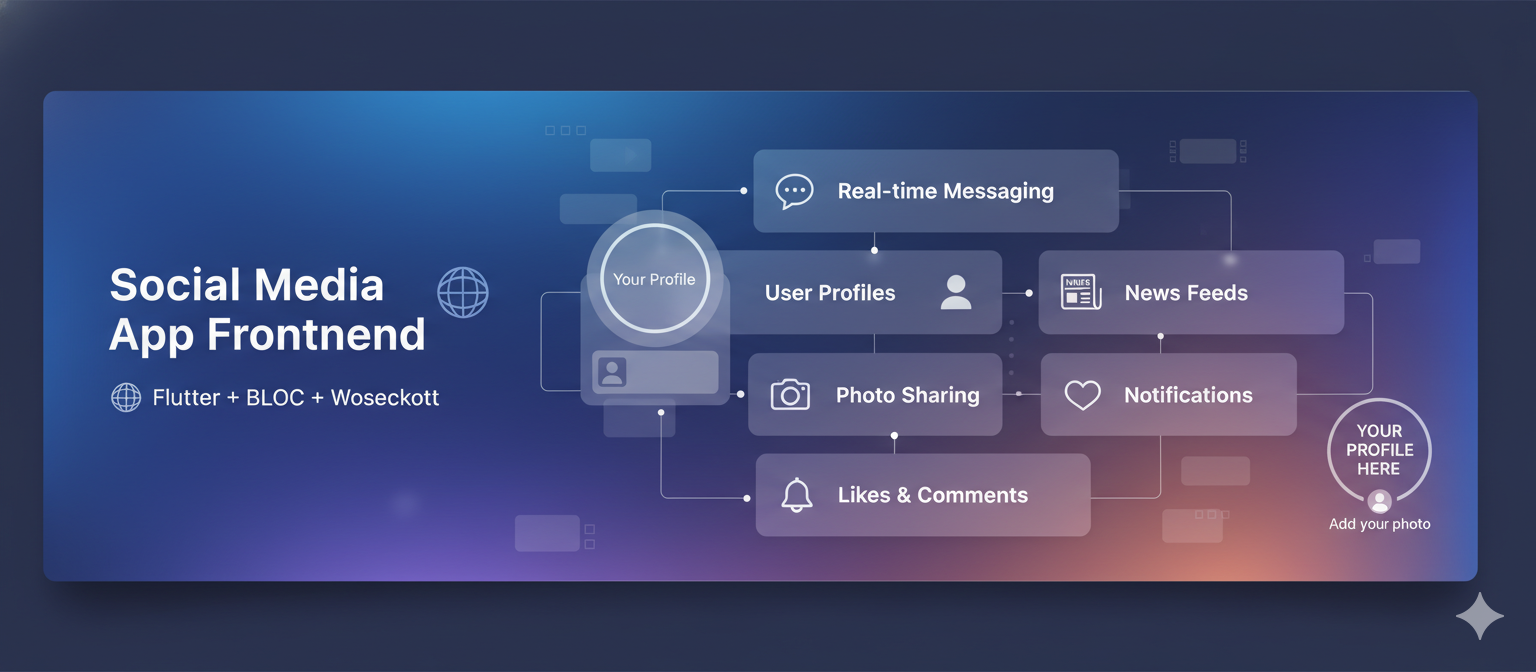 Social Media
App Frontnend
Flutter + BLOC + Woseckott
Your Profile
Real-time Messaging
User Profiles
News Feeds
Photo Sharing
Notifications
Likes & Comments
YOUR
PROFILE
HERE
Add your photo